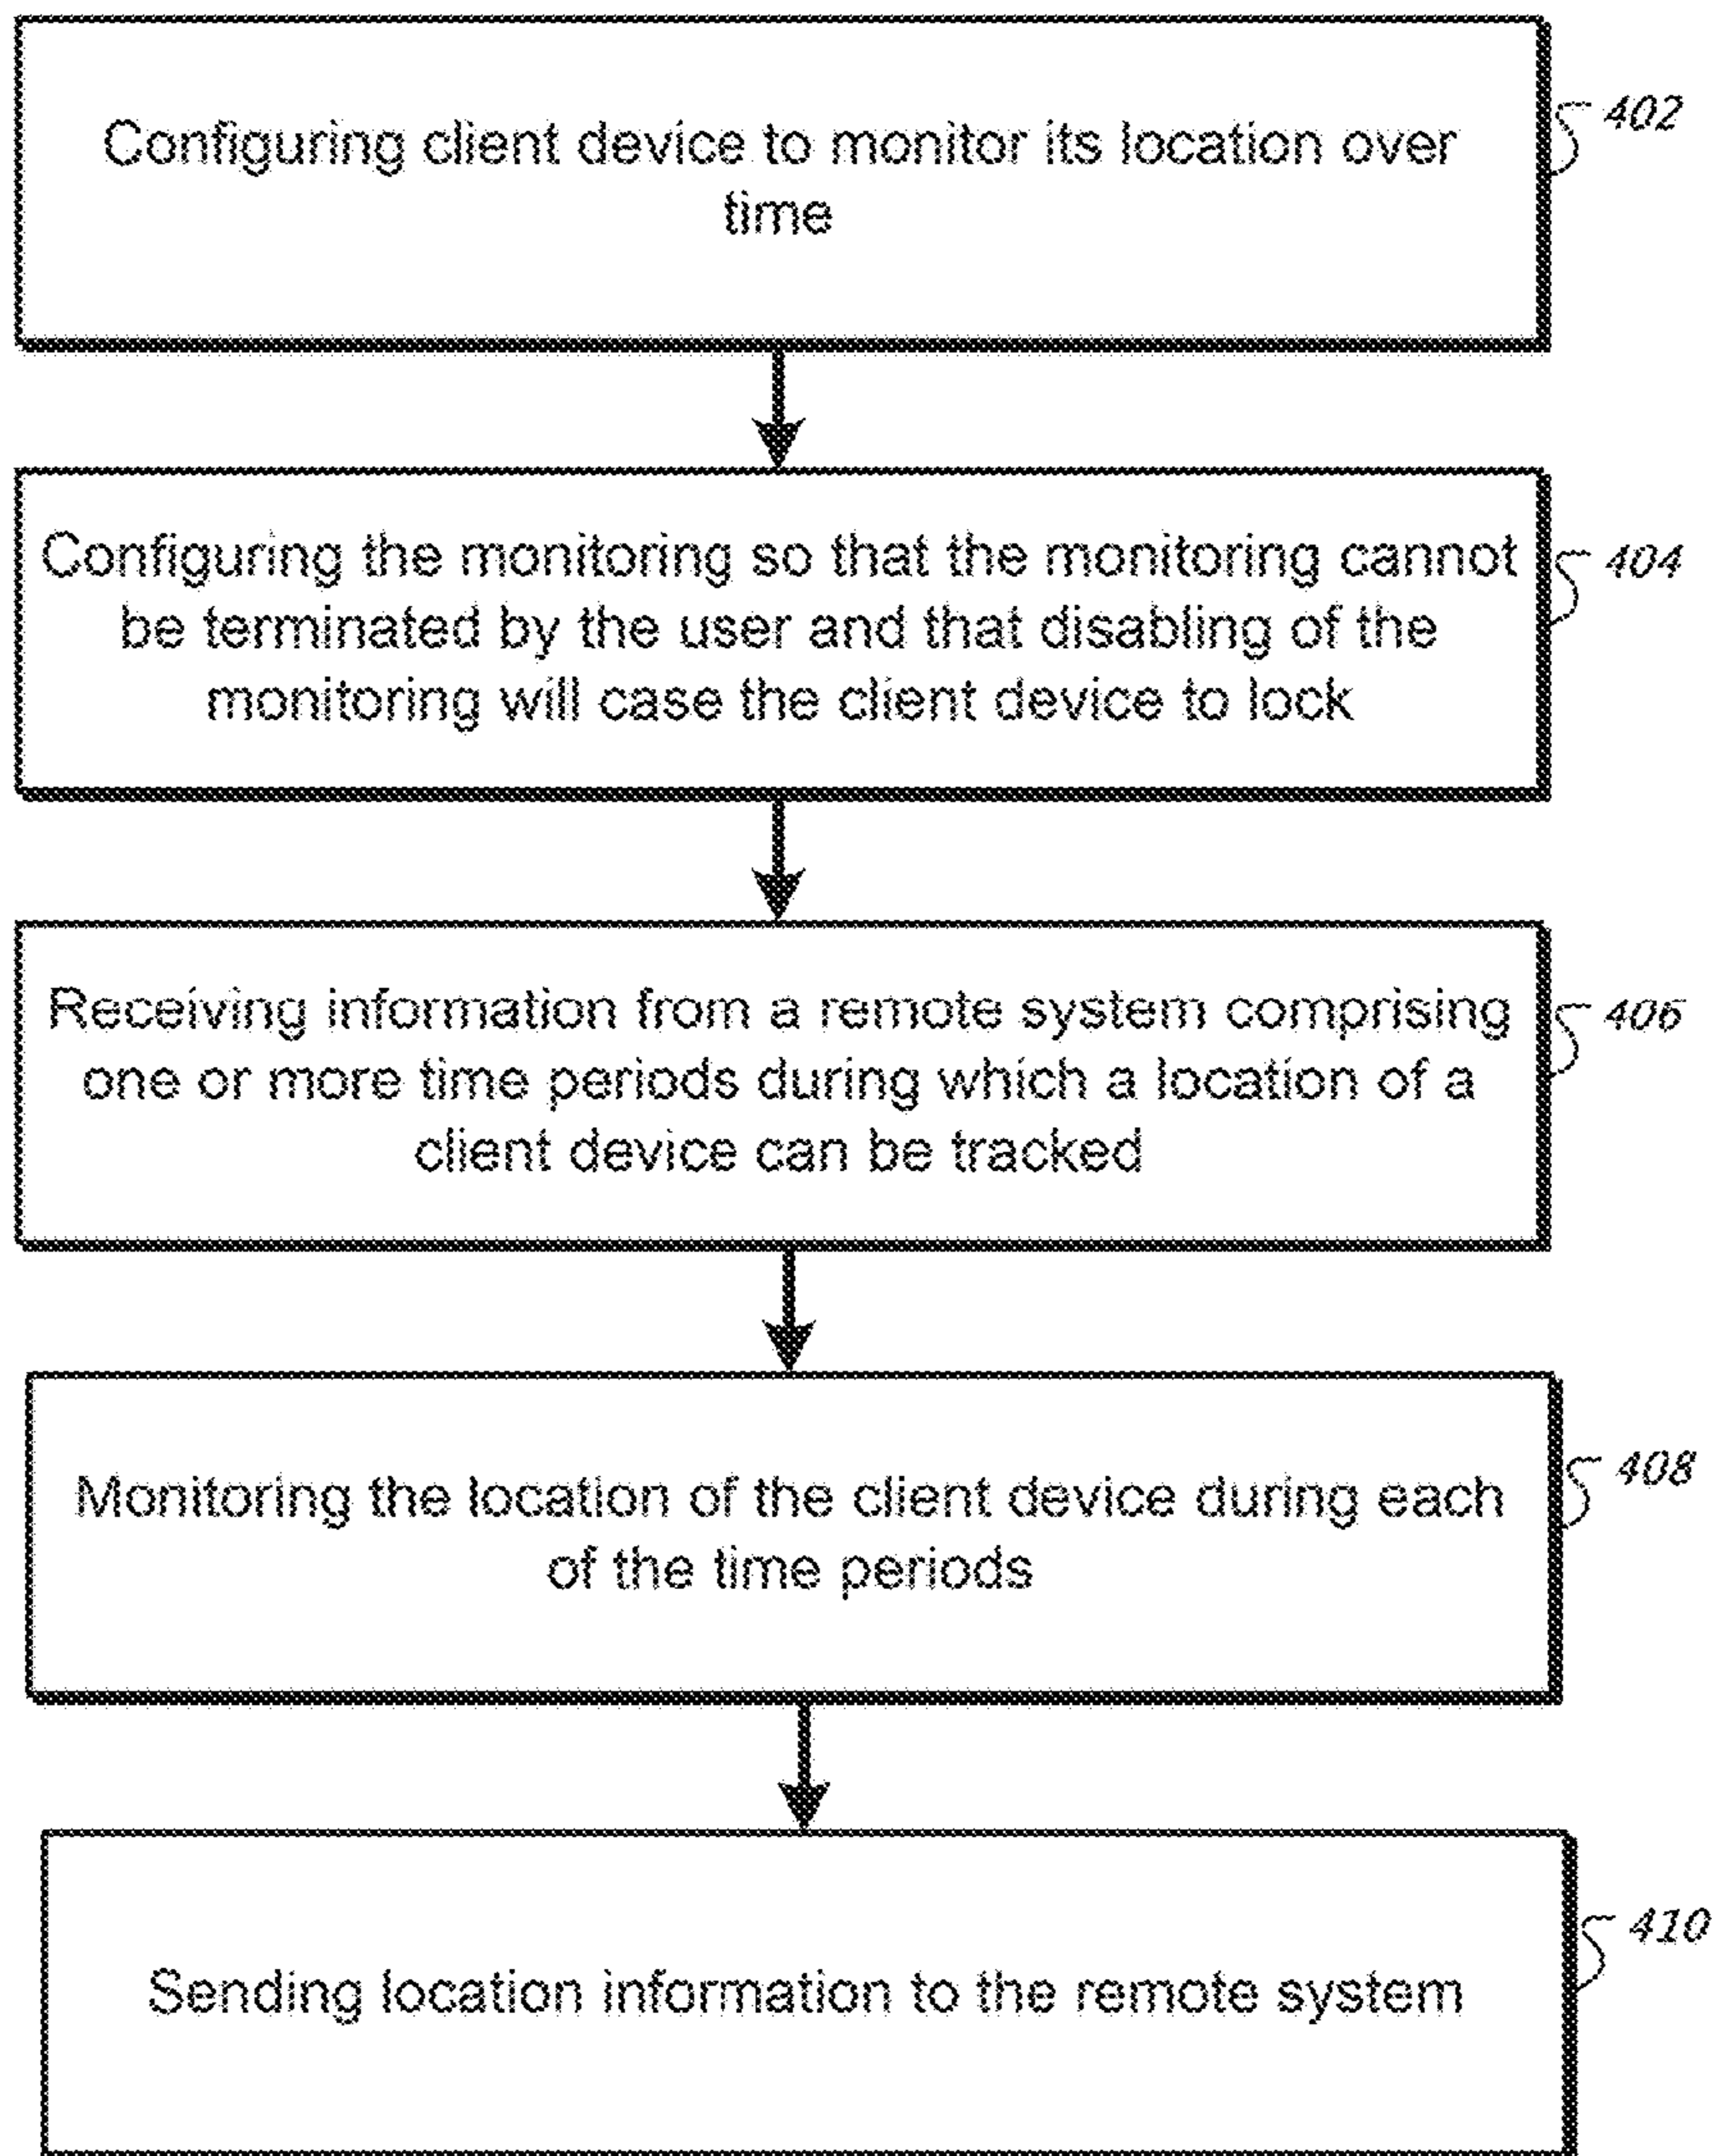 Configuring client device to monitor its location over
time
402
Configuring the monitoring so that the monitoring cannot
be terminated by the user and that disabling of the
monitoring will case the client device to lock
404
Receiving information from a remote system comprising
one or more time periods during which a location of a
client device can be tracked
406
Monitoring the location of the client device during each
of the time periods
408
Sending location information to the remote system
410